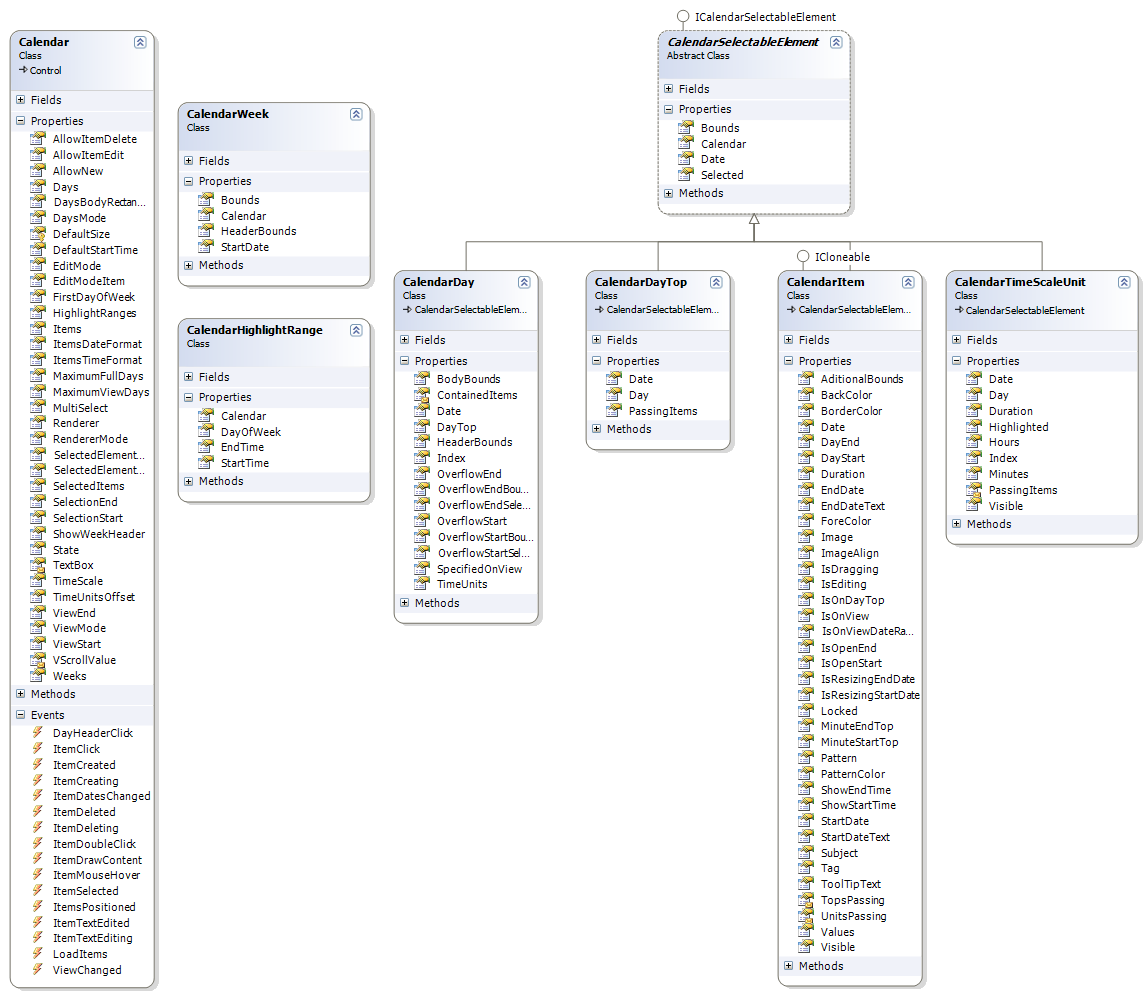 Calendar
Class
Control
Fields
Properties
AllowItemDelete
AllowItemEdit
AllowNew
Days
DaysBodyRectan...
DaysMode
DefaultSize
DefaultStartTime
EditMode
EditModeItem
FirstDayOfWeek
HighlightRanges
Items
ItemsDateFormat
ItemsTimeFormat
MaximumFullDays
MaximumViewDays
MultiSelect
Renderer
RendererMode
SelectedElement...
SelectedElement...
SelectedItems
SelectionEnd
SelectionStart
ShowWeekHeader
State
TextBox
TimeScale
TimeUnitsOffset
ViewEnd
ViewMode
ViewStart
VScrollValue
Weeks
Methods
Events
DayHeaderClick
ItemClick
ItemCreated
ItemCreating
ItemDatesChanged
ItemDeleted
ItemDeleting
ItemDoubleClick
ItemDrawContent
ItemMouseHover
ItemSelected
ItemsPositioned
ItemTextEdited
ItemTextEditing
LoadItems
ViewChanged
CalendarWeek
Class
Fields
Properties
Bounds
Calendar
HeaderBounds
StartDate
Methods
CalendarHighlightRange
Class
Fields
Properties
Calendar
DayOfWeek
EndTime
StartTime
Methods
ICalendarSelectableElement
CalendarSelectableElement
Abstract Class
Fields
Properties
Bounds
Calendar
Date
Selected
Methods
CalendarDay
Class
CalendarSelectableElem...
Fields
Properties
BodyBounds
ContainedItems
Date
DayTop
HeaderBounds
Index
OverflowEnd
OverflowEndBou...
OverflowEndSele...
OverflowStart
OverflowStartBou...
OverflowStartSel...
SpecifiedOnView
TimeUnits
Methods
CalendarDayTop
Class
CalendarSelectableElem...
Fields
Properties
Date
Day
PassingItems
Methods
ICloneable
CalendarItem
Class
CalendarSelectableElem...
Fields
Properties
AditionalBounds
BackColor
BorderColor
Date
DayEnd
DayStart
Duration
EndDate
EndDateText
ForeColor
Image
ImageAlign
IsDragging
IsEditing
IsOnDayTop
IsOnView
IsOnViewDateRa...
IsOpenEnd
IsOpenStart
IsResizingEndDate
IsResizingStartDate
Locked
MinuteEndTop
MinuteStartTop
Pattern
PatternColor
ShowEndTime
ShowStartTime
StartDate
StartDateText
Subject
Tag
ToolTipText
TopsPassing
UnitsPassing
Values
Visible
Methods
CalendarTimeScaleUnit
Class
CalendarSelectableElement
Fields
Properties
Date
Day
Duration
Highlighted
Hours
Index
Minutes
PassingItems
Visible
Methods